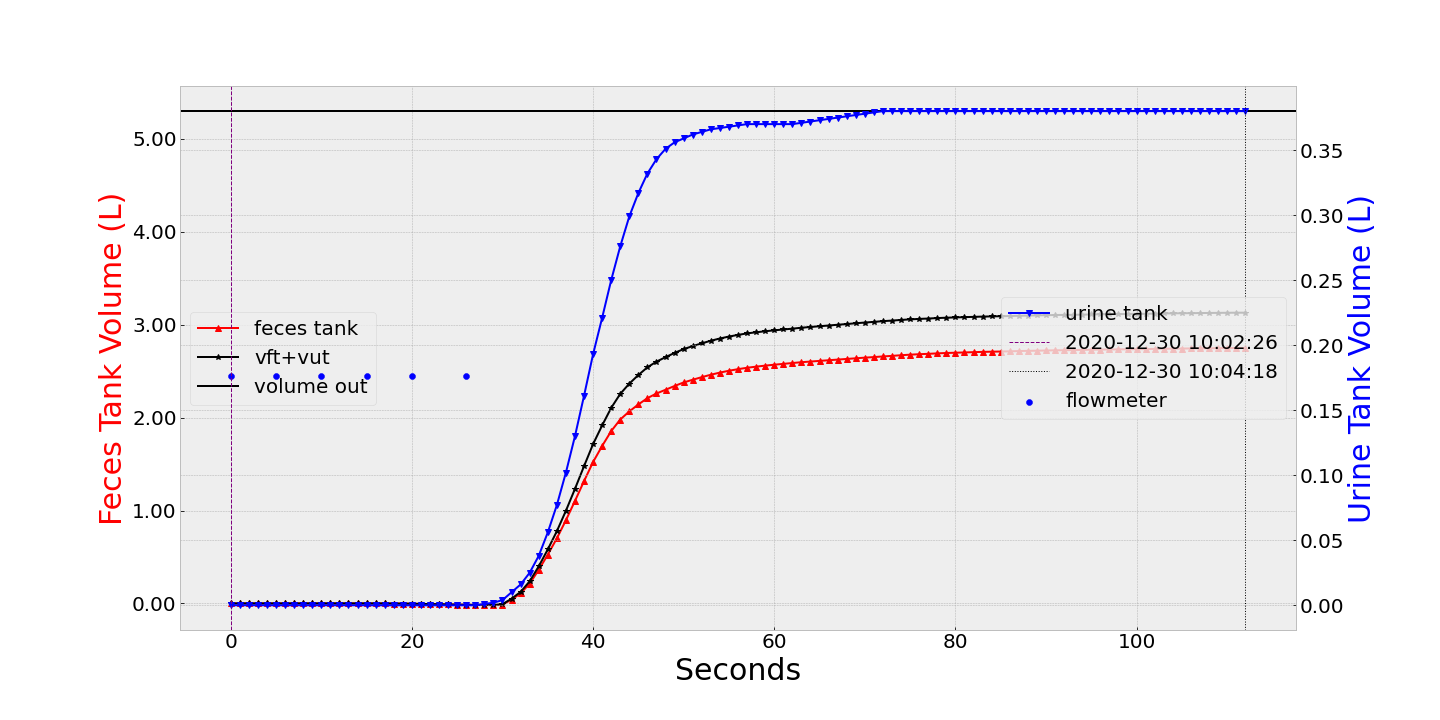 Feces Tank Volume (L)
5.00
4.00
3.00
2.00
1.00
0.00
feces tank
vft+vut
volume out
urine tank
2020-12-30 10:02:26
2020-12-30 10:04:18
flowmeter
0.35
0.30
0.25
0.20
0.15
0.10
0.05
0.00
Urine Tank Volume (L)
0
20
40
60
80
100
Seconds